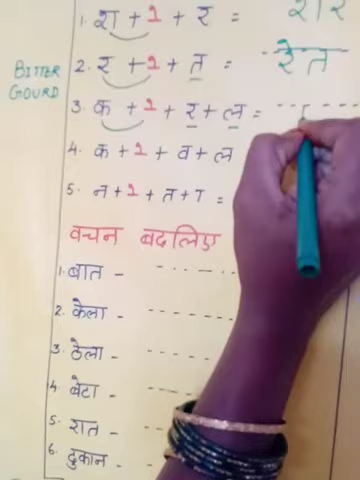 1. श + े + र = शेर
2. र + े + त = रेत
BITTER
GOURD
3. क + े + र + ल =
4. क + े + व + ल
5. न + े + त + ा =
वचन बदलिए
1. बात -
2. केला -
3. ठेला -
4. बेटा -
5. रात -
6. दुकान -